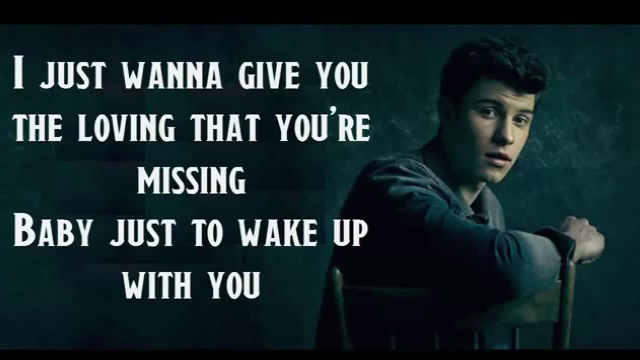 I just wanna give you
the loving that you're
missing
Baby just to wake up
with you